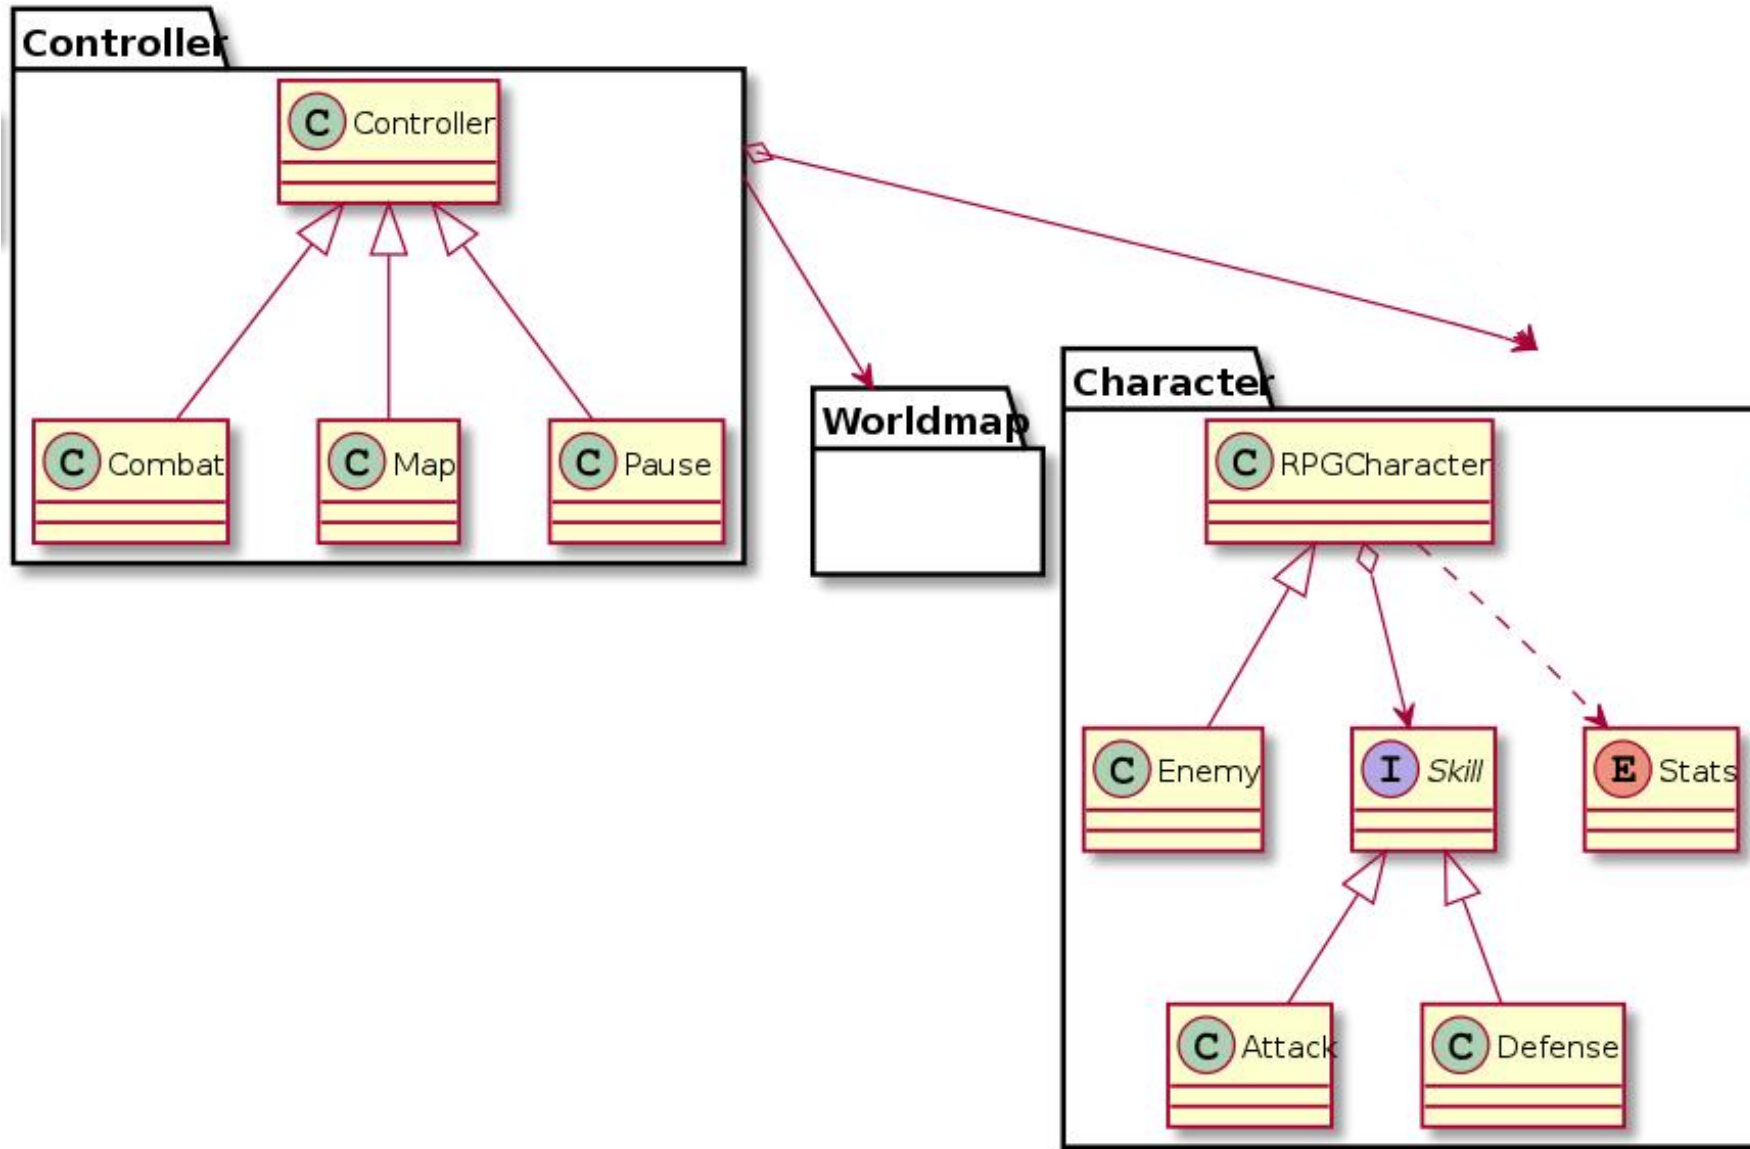 Controller
C Controller
C Combat
C Map
C Pause
Worldmap
Character
C RPGCharacter
C Enemy
I Skill
E Stats
C Attack
C Defense